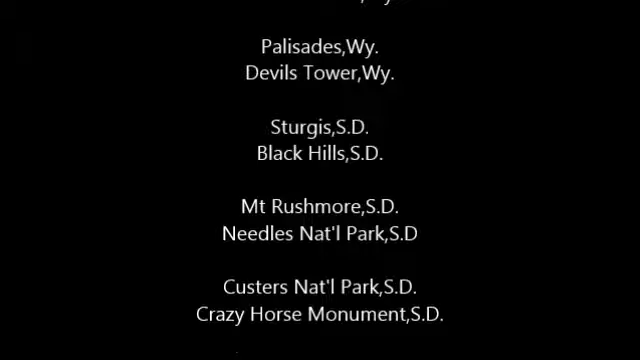 Palisades,Wy.
Devils Tower,Wy.
Sturgis,S.D.
Black Hills,S.D.
Mt Rushmore,S.D.
Needles Nat'l Park,S.D
Custers Nat'l Park,S.D.
Crazy Horse Monument,S.D.